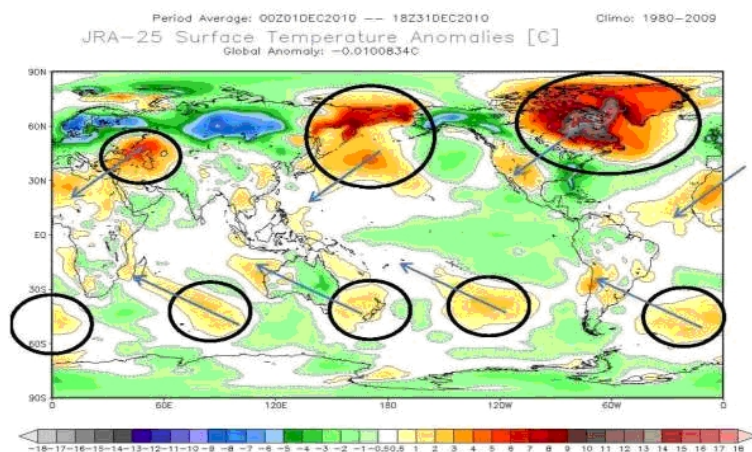 Period Average: 00Z01DEC2010 —— 18Z31DEC2010 Climo: 1980-2009
JRA-25 Surface Temperature Anomalies [C]
Global Anomaly: -0.0100834C
90N
60N
30N
EQ
30S
60S
90S
0 60E 120E 180 120W 60W 0
-18 -17 -16 -15 -14 -13 -12 -11 -10 -9 -8 -7 -6 -5 -4 -3 -2 -1 -0.5 0.5 1 2 3 4 5 6 7 8 9 10 11 12 13 14 15 16 17 18